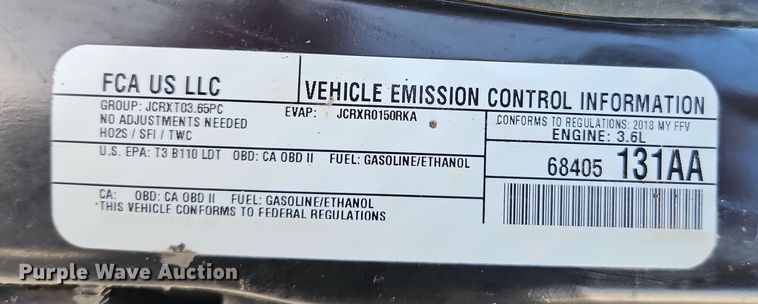 FCA US LLC
VEHICLE EMISSION CONTROL INFORMATION
GROUP: JCRXT03.65PC EVAP: JCRXR0150RKA
NO ADJUSTMENTS NEEDED
HO2S / SFI / TWC
CONFORMS TO REGULATIONS: 2018 MY FFV
ENGINE: 3.6L
U.S. EPA: T3 B110 LDT OBD: CA OBD II FUEL: GASOLINE/ETHANOL
68405 131AA
CA: OBD: CA OBD II FUEL: GASOLINE/ETHANOL
*THIS VEHICLE CONFORMS TO FEDERAL REGULATIONS
Purple Wave Auction